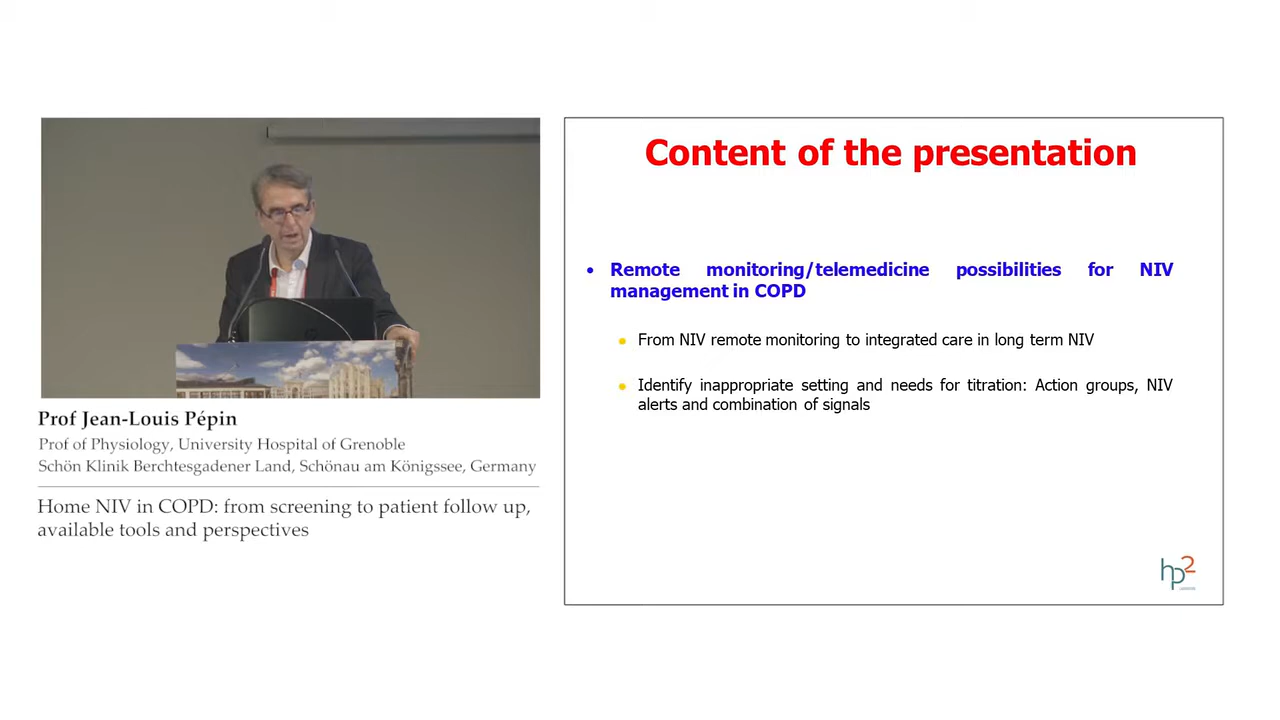 Prof Jean-Louis Pépin
Prof of Physiology, University Hospital of Grenoble
Schön Klinik Berchtesgadener Land, Schönau am Königssee, Germany
Home NIV in COPD: from screening to patient follow up,
available tools and perspectives
Content of the presentation
• Remote monitoring/telemedicine possibilities for NIV
management in COPD
From NIV remote monitoring to integrated care in long term NIV
Identify inappropriate setting and needs for titration: Action groups, NIV
alerts and combination of signals
hp2